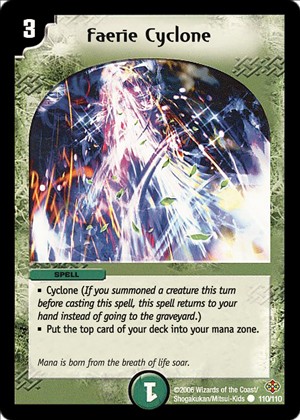 3
Faerie Cyclone
SPELL
▪ Cyclone (If you summoned a creature this turn
before casting this spell, this spell returns to your
hand instead of going to the graveyard.)
▪ Put the top card of your deck into your mana zone.
Mana is born from the breath of life soar.
1
©2006 Wizards of the Coast/
Shogakukan/Mitsui-Kids ● 110/110